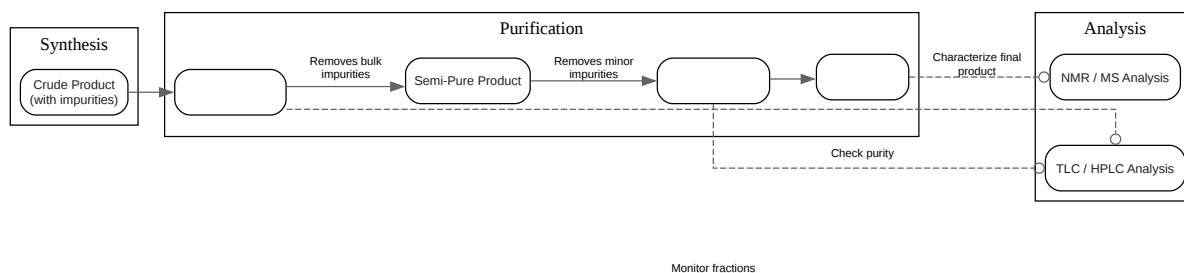 Synthesis
Crude Product
(with impurities)
Purification
Removes bulk
impurities
Semi-Pure Product
Removes minor
impurities
Characterize final
product
Analysis
NMR / MS Analysis
Check purity
TLC / HPLC Analysis
Monitor fractions